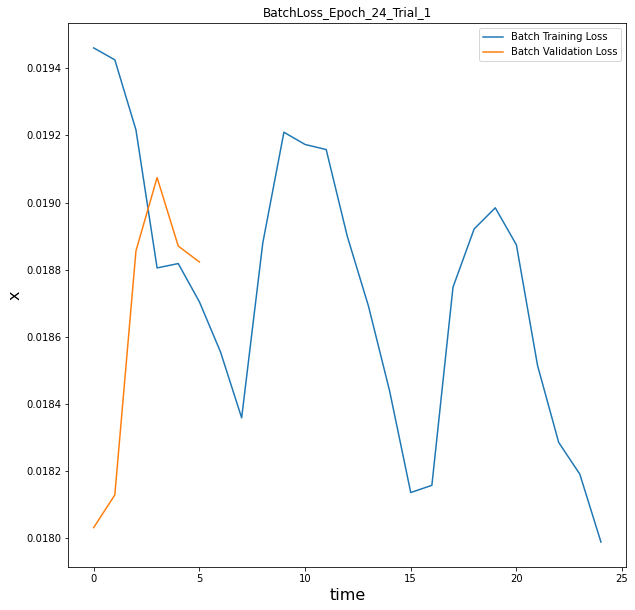 BatchLoss_Epoch_24_Trial_1
Batch Training Loss
Batch Validation Loss
0.0194
0.0192
0.0190
0.0188
0.0186
0.0184
0.0182
0.0180
x
0 5 10 15 20 25
time